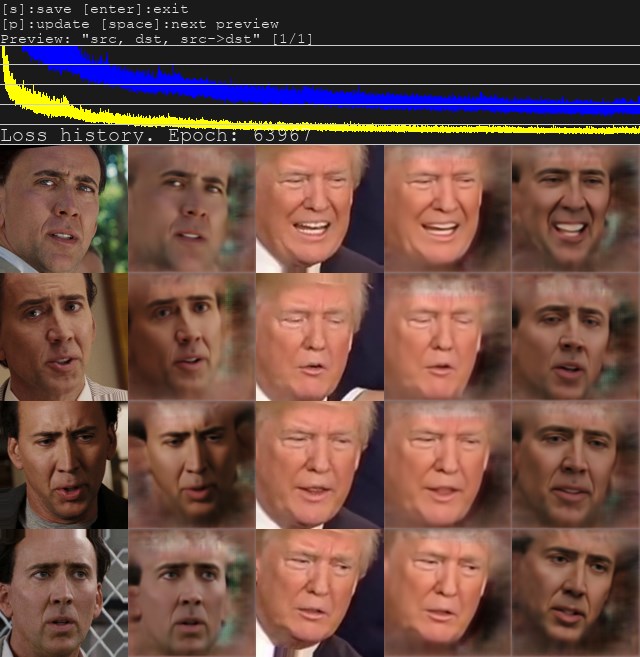 [s]:save [enter]:exit
[p]:update [space]:next preview
Preview: "src, dst, src->dst" [1/1]
Loss history. Epoch: 63967